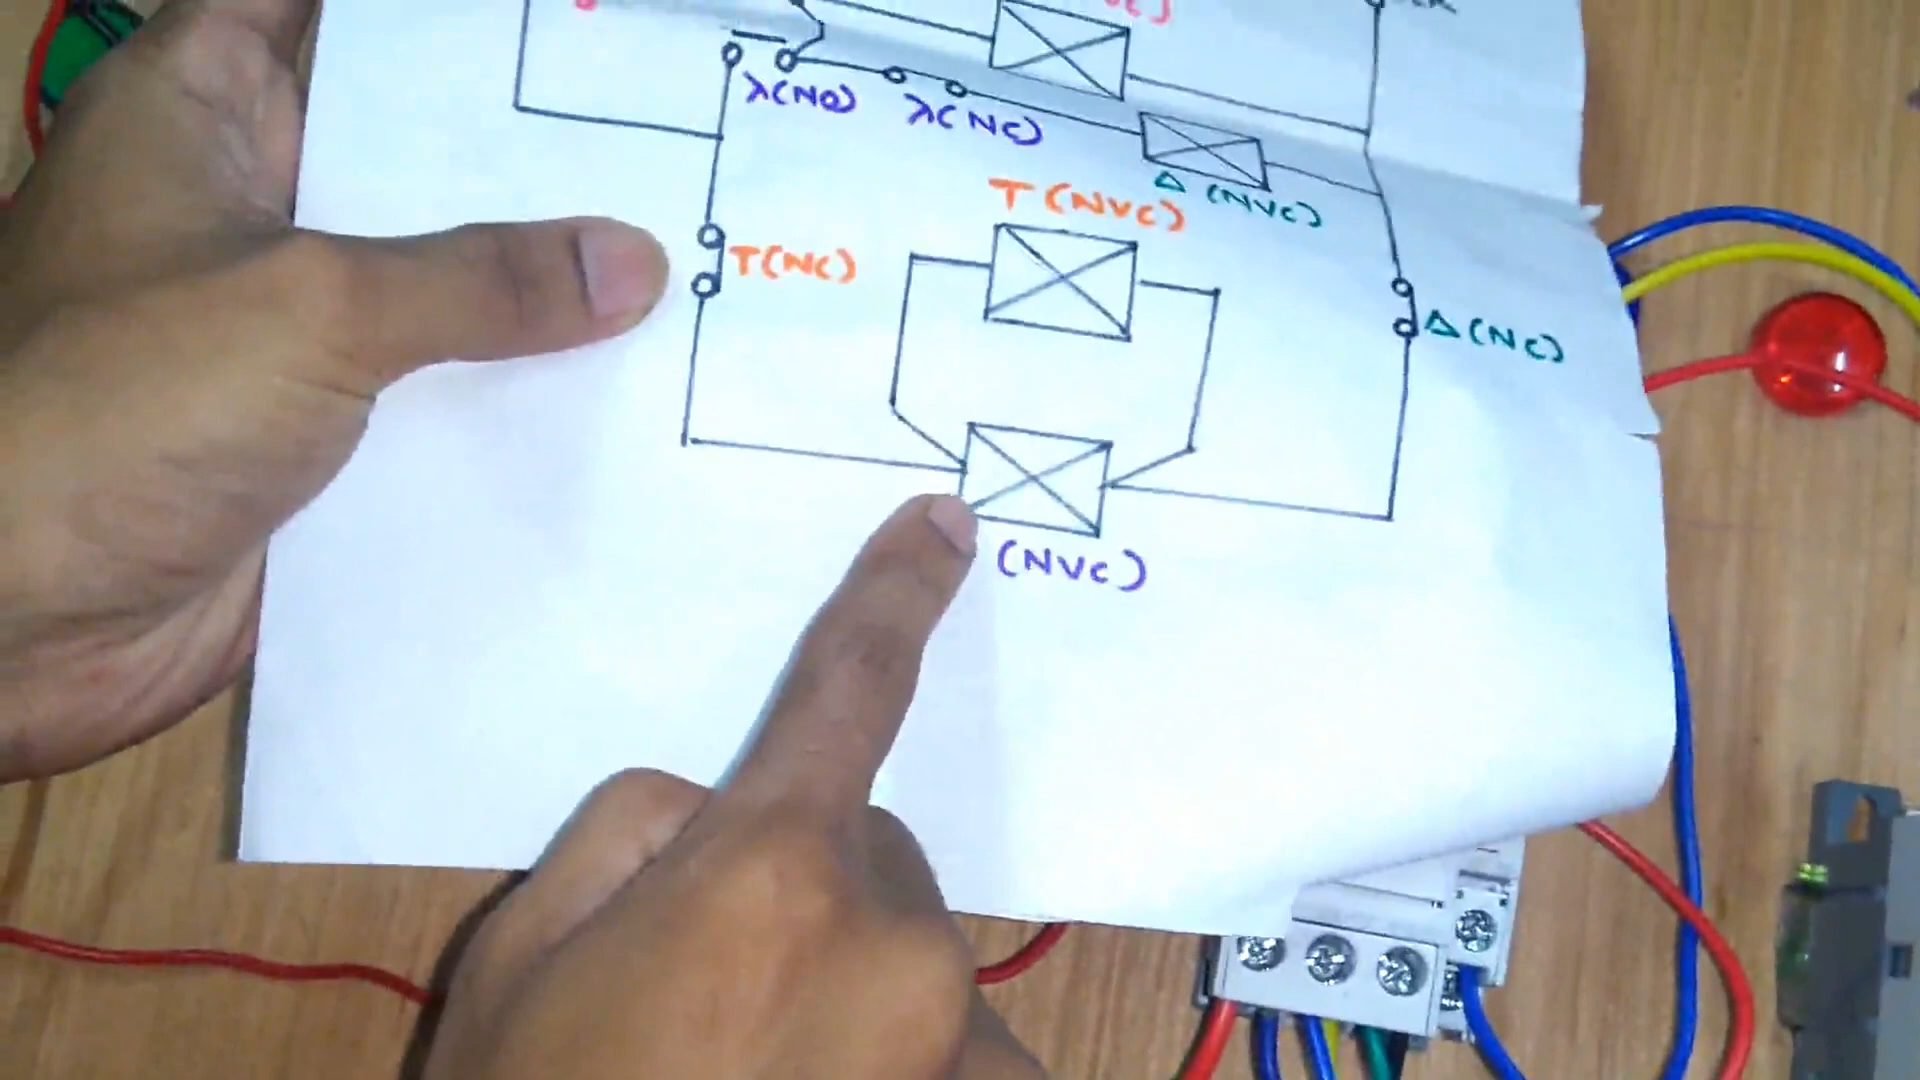 λ(NO)
λ(NC)
Δ (NVC)
T (NVC)
T(NC)
Δ(NC)
(NVC)